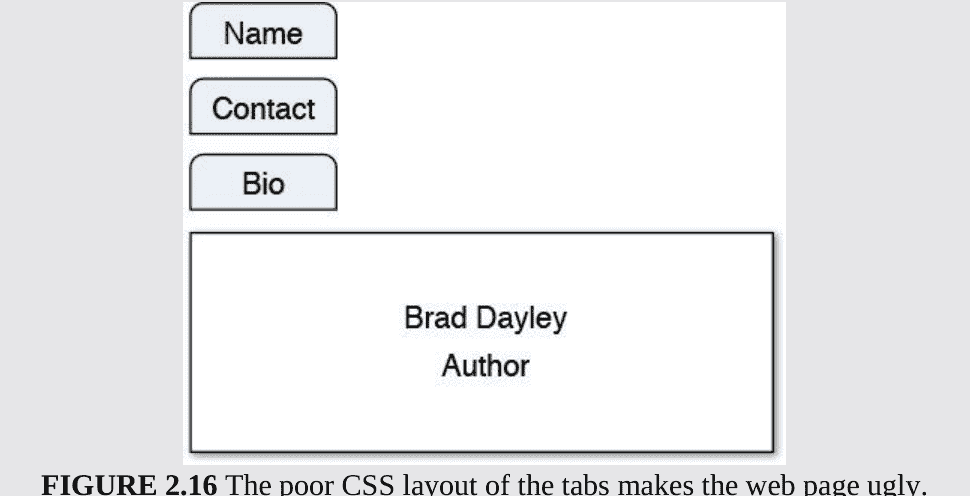 Name
Contact
Bio
Brad Dayley
Author
FIGURE 2.16 The poor CSS layout of the tabs makes the web page ugly.